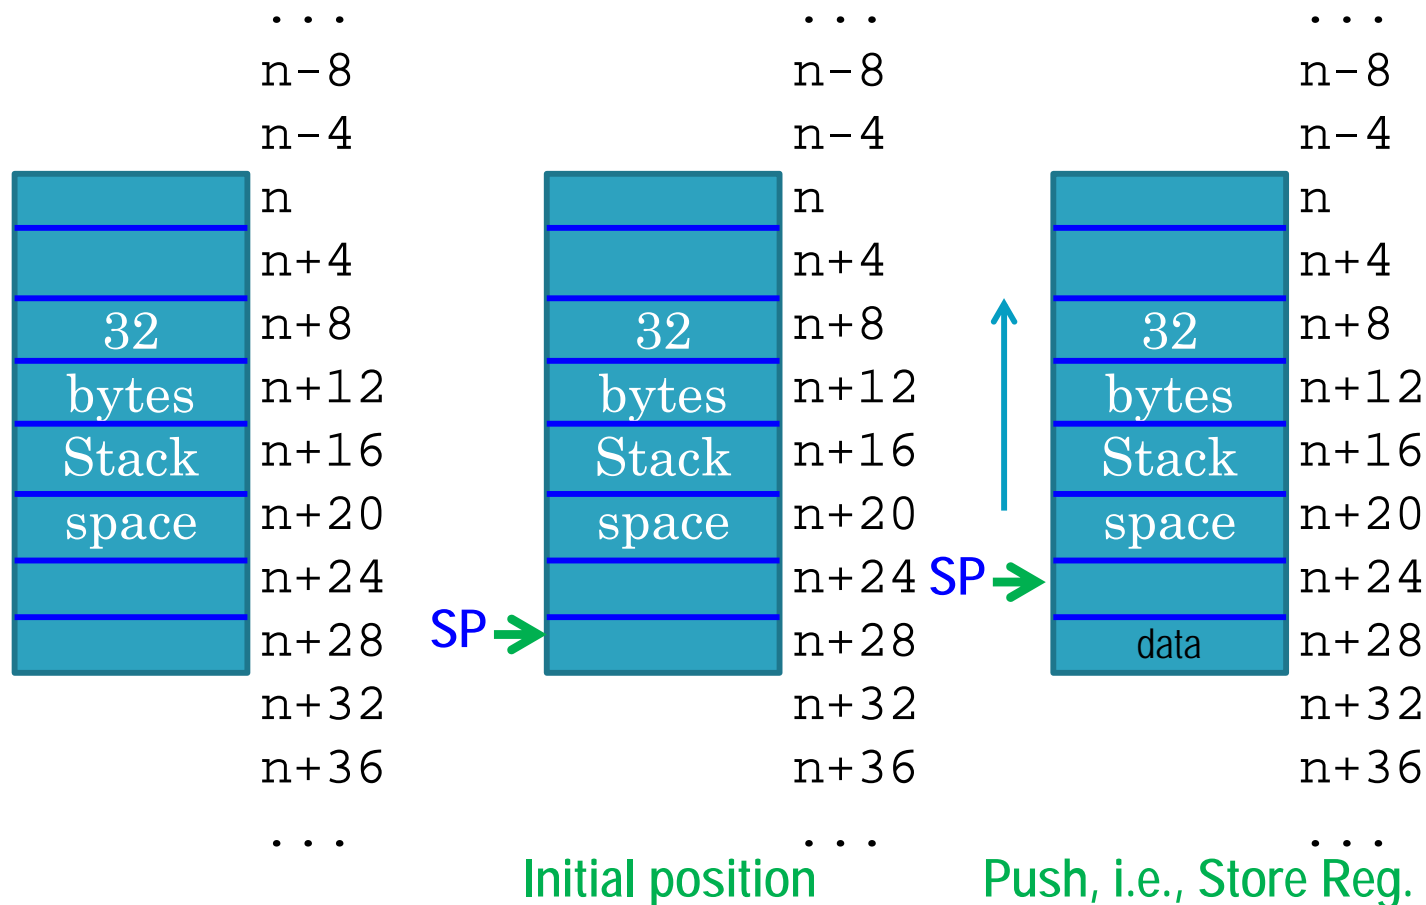 ... ... ...
n-8 n-8 n-8
n-4 n-4 n-4
n n n
n+4 n+4 n+4
32 n+8 32 n+8 32 n+8
bytes n+12 bytes n+12 bytes n+12
Stack n+16 Stack n+16 Stack n+16
space n+20 space n+20 space n+20
n+24 n+24 SP n+24
n+28 SP n+28 data n+28
n+32 n+32 n+32
n+36 n+36 n+36
... ... ...
Initial position Push, i.e., Store Reg.